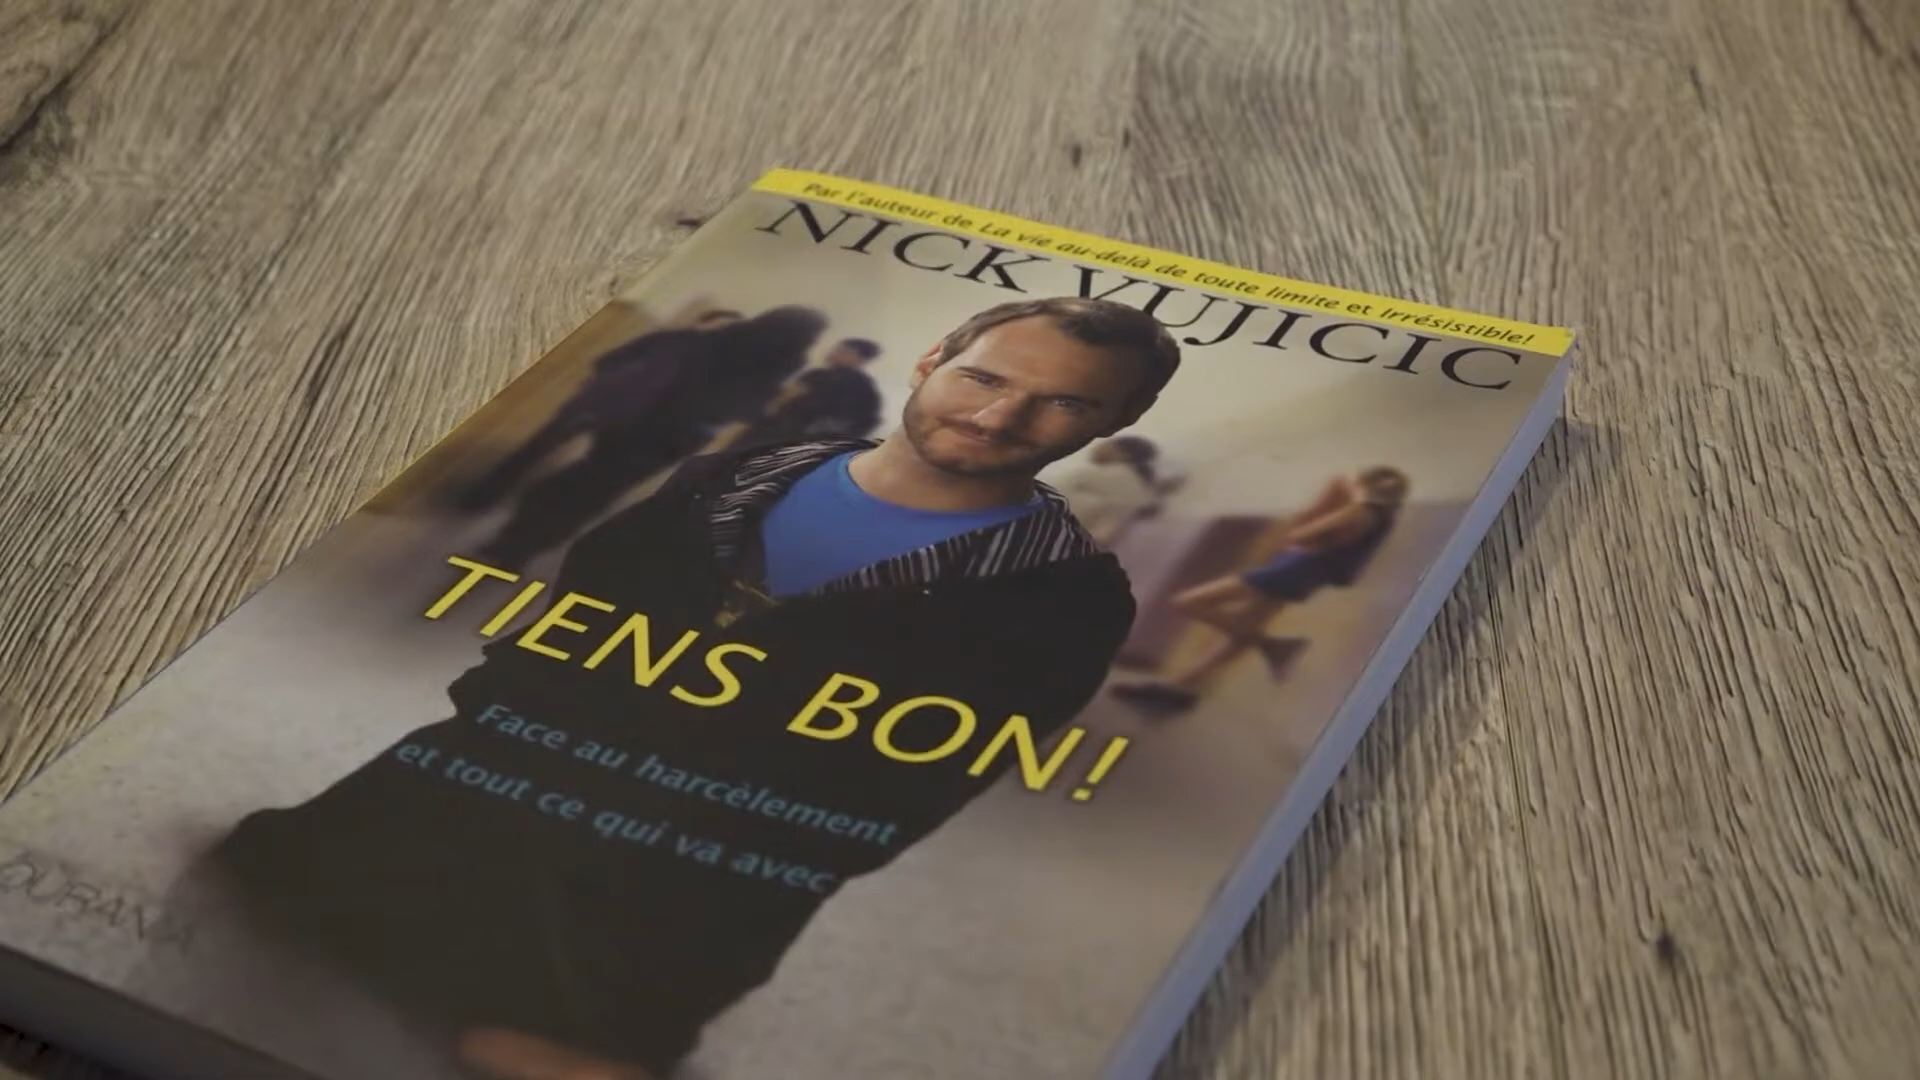 Par l'auteur de La vie au-delà de toute limite et Irrésistible!
NICK VUJICIC
TIENS BON!
Face au harcèlement
et tout ce qui va avec
OURANIA